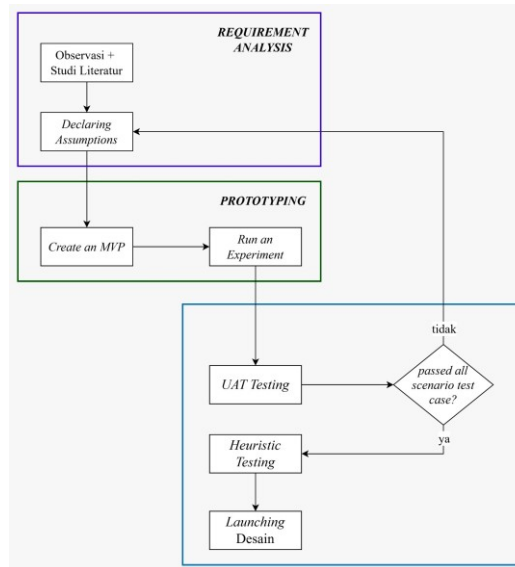 REQUIREMENT
ANALYSIS
Observasi +
Studi Literatur
Declaring
Assumptions
PROTOTYPING
Create an MVP
Run an
Experiment
tidak
UAT Testing
passed all
scenario test
case?
ya
Heuristic
Testing
Launching
Desain